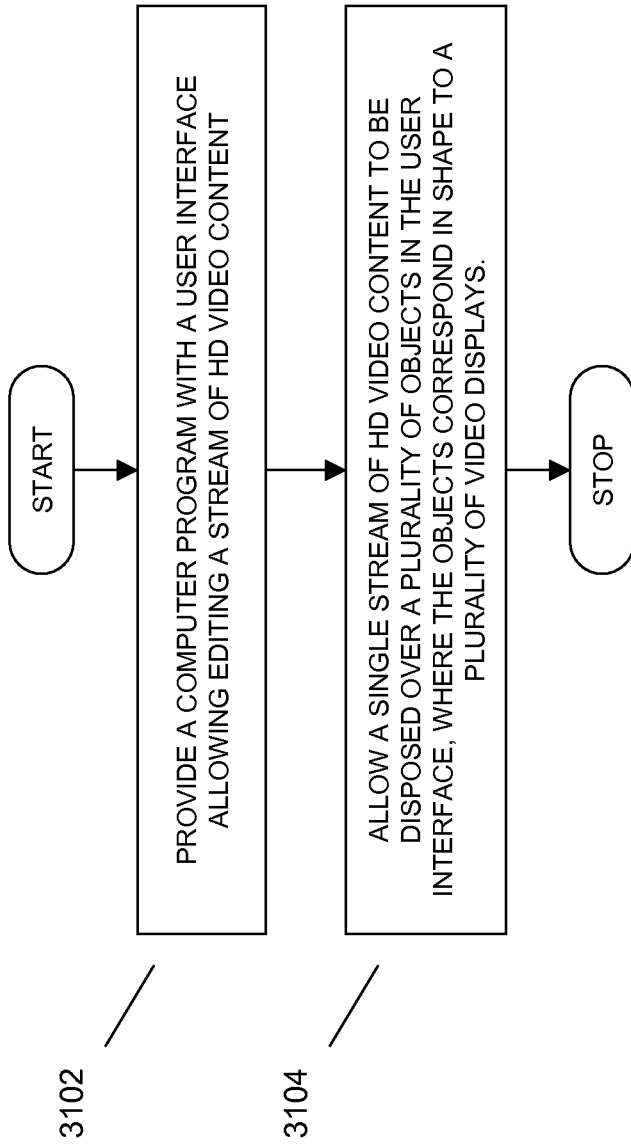 START
3102
PROVIDE A COMPUTER PROGRAM WITH A USER INTERFACE
ALLOWING EDITING A STREAM OF HD VIDEO CONTENT
3104
ALLOW A SINGLE STREAM OF HD VIDEO CONTENT TO BE
DISPOSED OVER A PLURALITY OF OBJECTS IN THE USER
INTERFACE, WHERE THE OBJECTS CORRESPOND IN SHAPE TO A
PLURALITY OF VIDEO DISPLAYS.
STOP